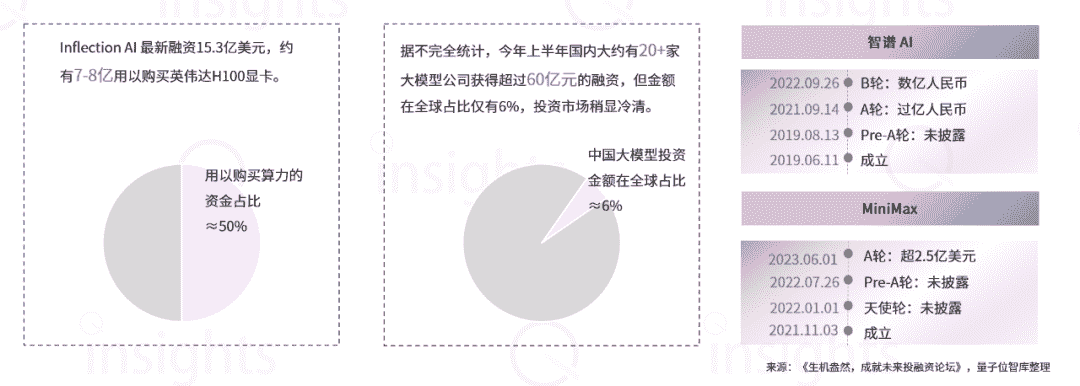 Inflection AI 最新融资15.3亿美元，约
有7-8亿用以购买英伟达H100显卡。
用以购买算力的
资金占比
≈50%
据不完全统计，今年上半年国内大约有20+家
大模型公司获得超过60亿元的融资，但金额
在全球占比仅有6%，投资市场稍显冷清。
中国大模型投资
金额在全球占比
≈6%
智谱 AI
2022.09.26 B轮：数亿人民币
2021.09.14 A轮：过亿人民币
2019.08.13 Pre-A轮：未披露
2019.06.11 成立
MiniMax
2023.06.01 A轮：超2.5亿美元
2022.07.26 Pre-A轮：未披露
2022.01.01 天使轮：未披露
2021.11.03 成立
来源：《生机盎然，成就未来投融资论坛》，量子位智库整理
insights
insights
insights
insights
insights